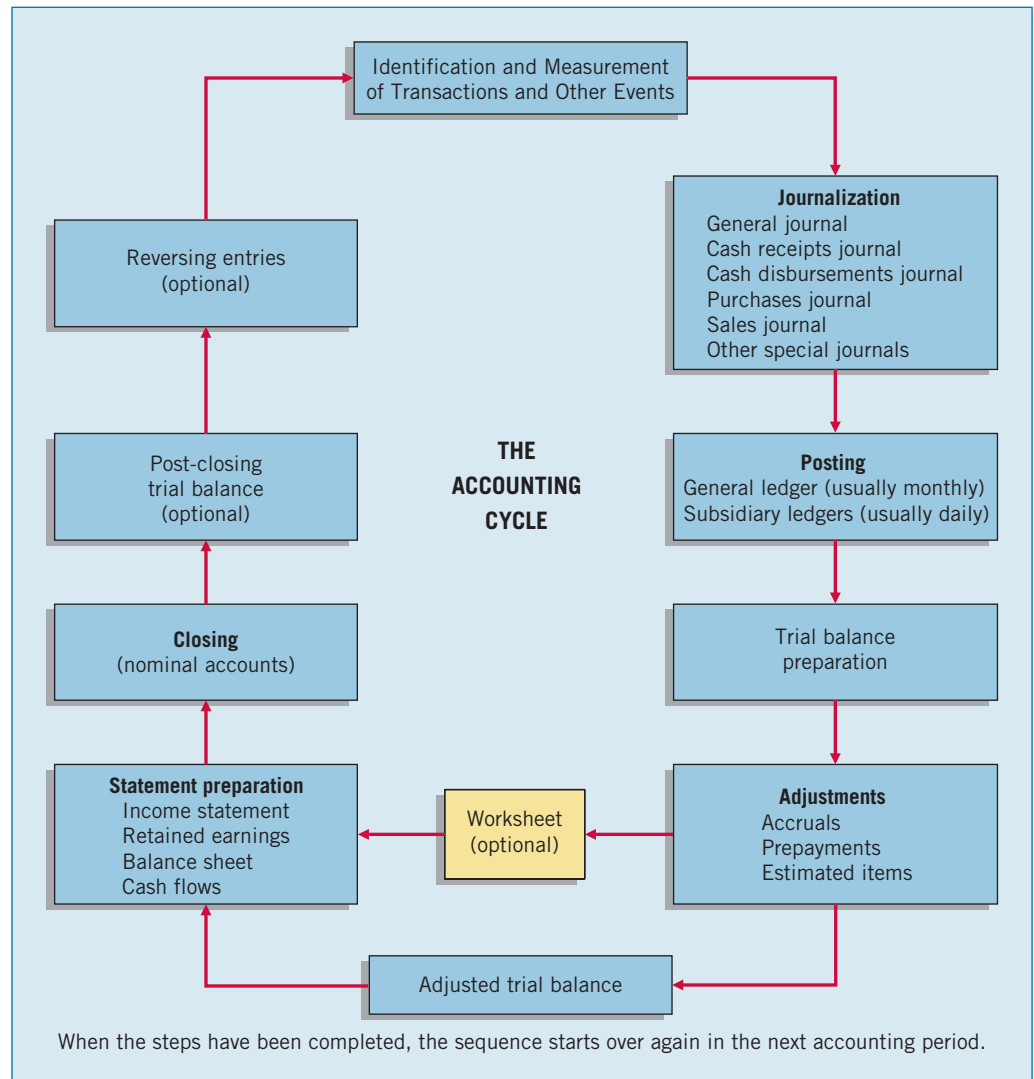 Identification and Measurement
of Transactions and Other Events
Journalization
General journal
Cash receipts journal
Cash disbursements journal
Purchases journal
Sales journal
Other special journals
Reversing entries
(optional)
THE
ACCOUNTING
CYCLE
Post-closing
trial balance
(optional)
Posting
General ledger (usually monthly)
Subsidiary ledgers (usually daily)
Closing
(nominal accounts)
Trial balance
preparation
Statement preparation
Income statement
Retained earnings
Balance sheet
Cash flows
Worksheet
(optional)
Adjustments
Accruals
Prepayments
Estimated items
Adjusted trial balance
When the steps have been completed, the sequence starts over again in the next accounting period.